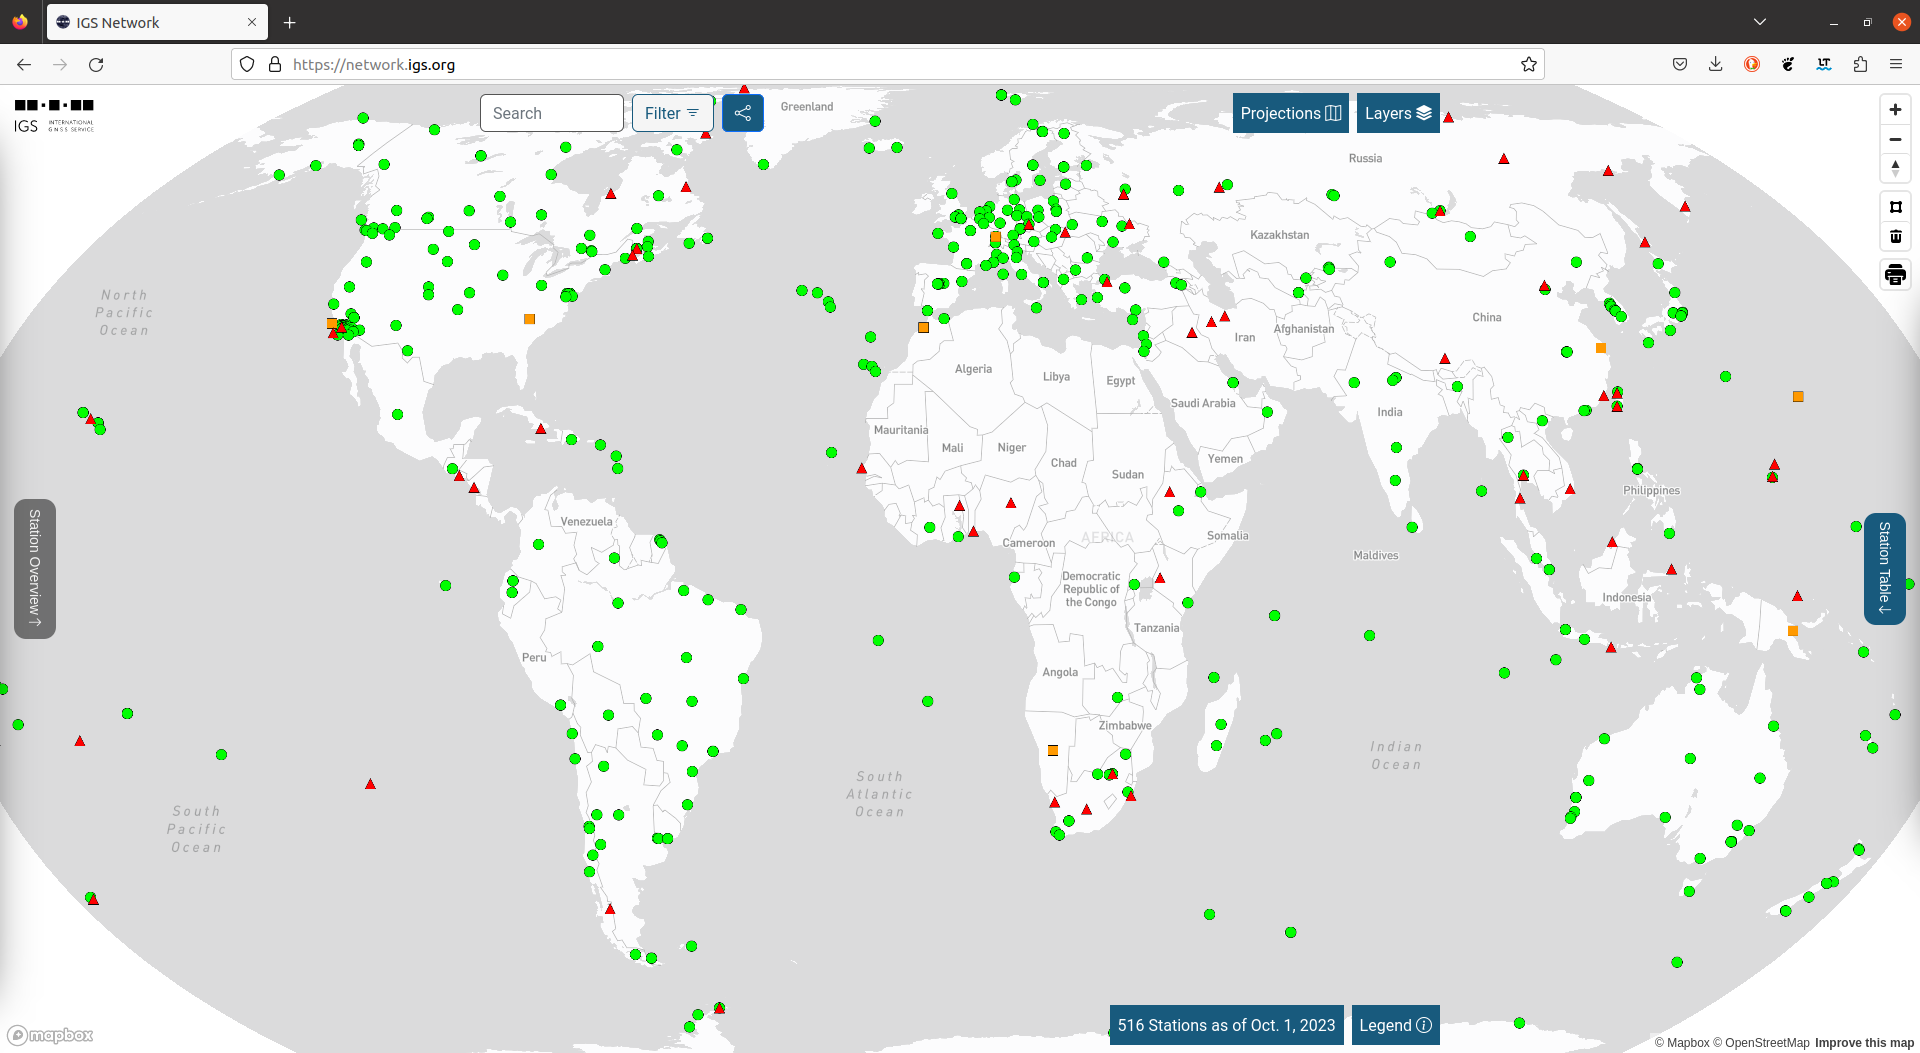 IGS Network
https://network.igs.org
IGS INTERNATIONAL
G N S S SERVICE
Search
Filter
Projections
Layers
Greenland
Russia
North
Pacific
Ocean
Kazakhstan
China
Iran
Afghanistan
Algeria
Libya
Egypt
Saudi Arabia
India
Mauritania
Mali
Niger
Chad
Sudan
Yemen
Philippines
Venezuela
Cameroon
AFRICA
Somalia
Maldives
Democratic
Republic of
the Congo
Indonesia
Tanzania
Peru
Angola
Zimbabwe
Indian
Ocean
South
Atlantic
Ocean
South
Pacific
Ocean
Station Overview
Station Table
516 Stations as of Oct. 1, 2023
Legend
mapbox
© Mapbox © OpenStreetMap Improve this map